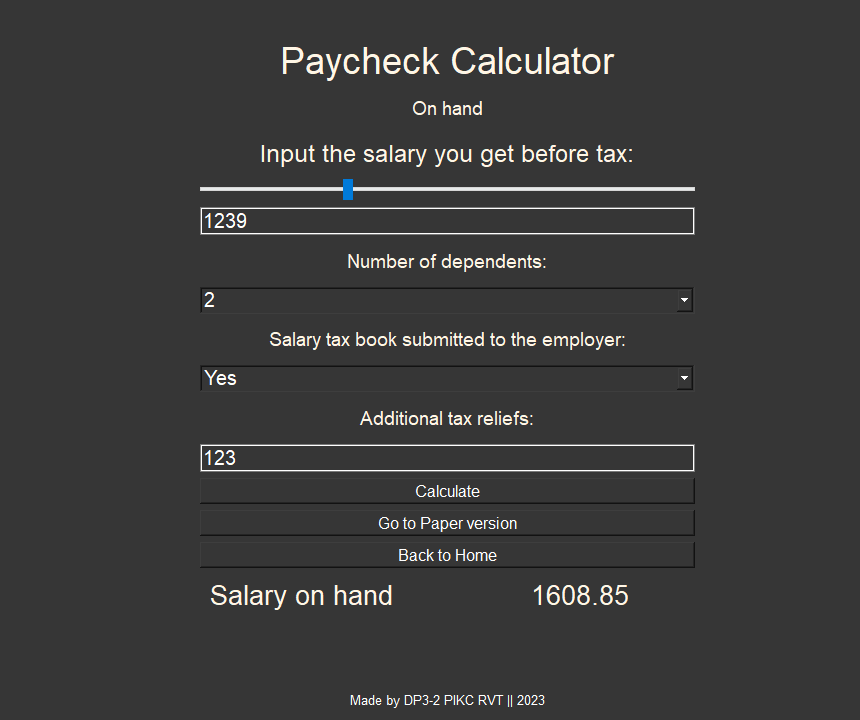 Paycheck Calculator
On hand
Input the salary you get before tax:
1239
Number of dependents:
2
Salary tax book submitted to the employer:
Yes
Additional tax reliefs:
123
Calculate
Go to Paper version
Back to Home
Salary on hand 1608.85
Made by DP3-2 PIKC RVT || 2023